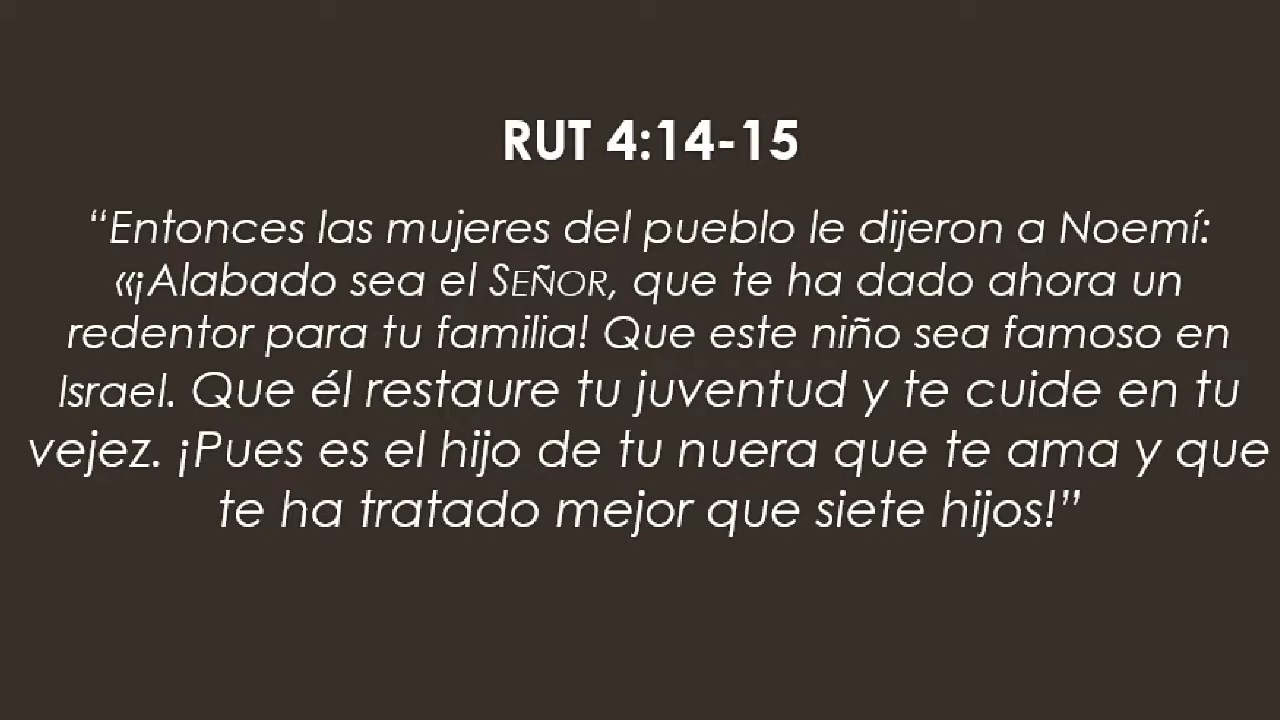 RUT 4:14-15
“Entonces las mujeres del pueblo le dijeron a Noemí:
«¡Alabado sea el SEÑOR, que te ha dado ahora un
redentor para tu familia! Que este niño sea famoso en
Israel. Que él restaure tu juventud y te cuide en tu
vejez. ¡Pues es el hijo de tu nuera que te ama y que
te ha tratado mejor que siete hijos!”